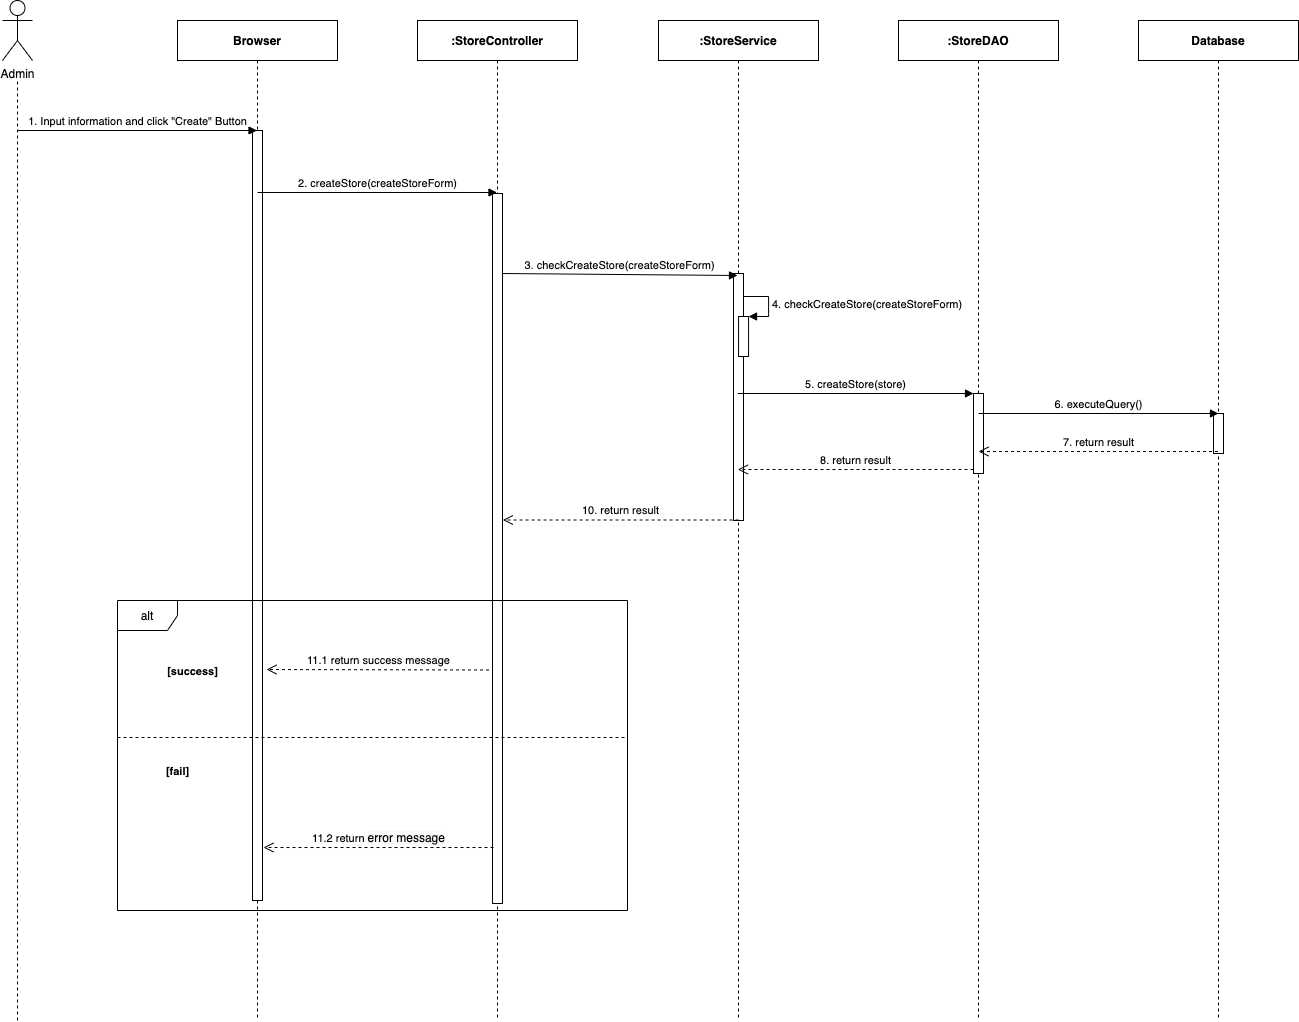 Admin
Browser
:StoreController
:StoreService
:StoreDAO
Database
1. Input information and click "Create" Button
2. createStore(createStoreForm)
3. checkCreateStore(createStoreForm)
4. checkCreateStore(createStoreForm)
5. createStore(store)
6. executeQuery()
7. return result
8. return result
10. return result
alt
[success]
11.1 return success message
[fail]
11.2 return error message